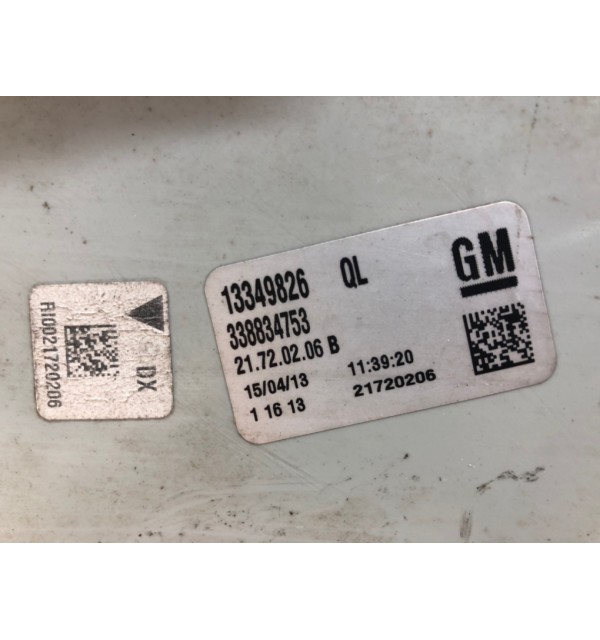 13349826 QL GM
338834753
21.72.02.06 B
15/04/13 11:39:20
1 16 13 21720206
DX
RI0021720206